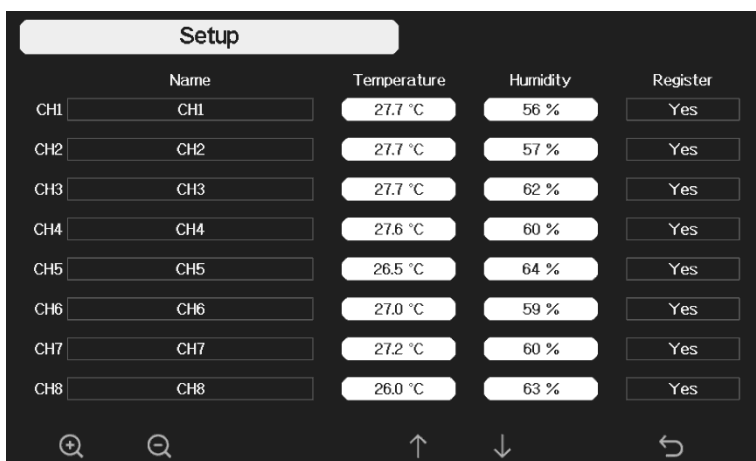 Setup
Name Temperature Humidity Register
CH1 CH1 27.7 °C 56 % Yes
CH2 CH2 27.7 °C 57 % Yes
CH3 CH3 27.7 °C 62 % Yes
CH4 CH4 27.6 °C 60 % Yes
CH5 CH5 26.5 °C 64 % Yes
CH6 CH6 27.0 °C 59 % Yes
CH7 CH7 27.2 °C 60 % Yes
CH8 CH8 26.0 °C 63 % Yes